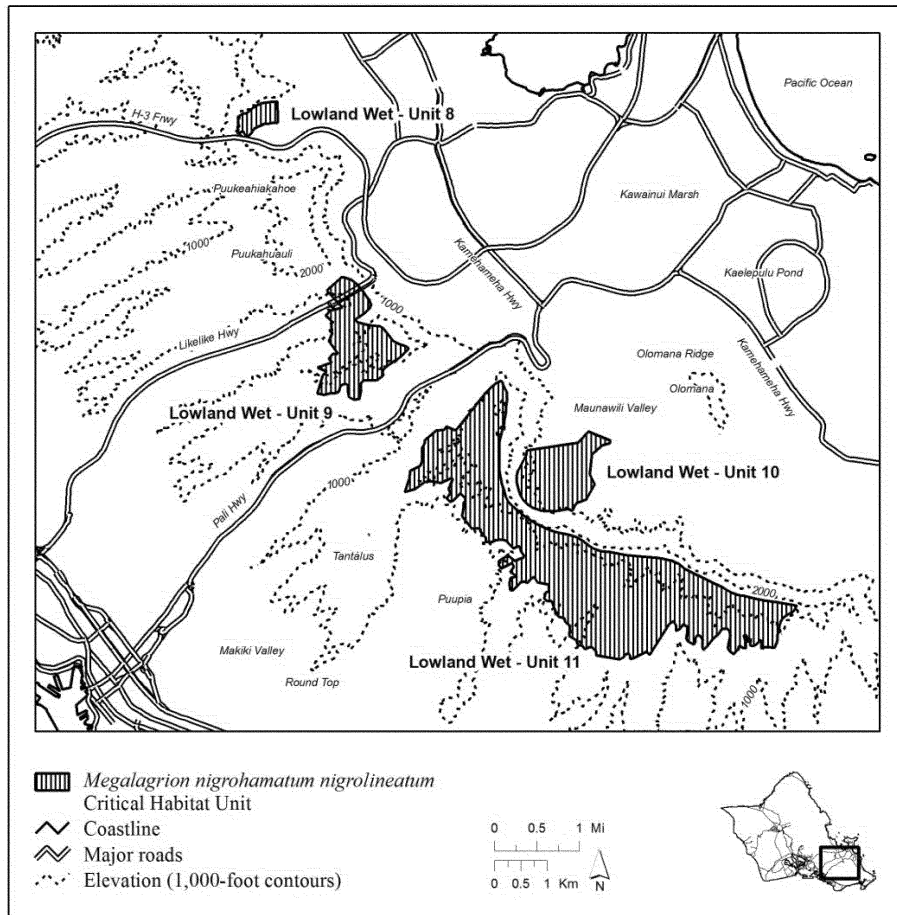 Pacific Ocean
H-3 Frwy
Lowland Wet - Unit 8
Puukeahiakahoe
Kawainui Marsh
1000
Puukahuauli
2000
Kamehameha Hwy
Kaelepulu Pond
1000
Likelike Hwy
Olomana Ridge
Kamehameha Hwy
Olomana
Lowland Wet - Unit 9
Maunawili Valley
Lowland Wet - Unit 10
1000
Pali Hwy
Tantalus
2000
Puupia
Makiki Valley
Lowland Wet - Unit 11
Round Top
1000
Megalagrion nigrohamatum nigrolineatum
Critical Habitat Unit
Coastline
Major roads
Elevation (1,000-foot contours)
0 0.5 1 Mi
0 0.5 1 Km
N